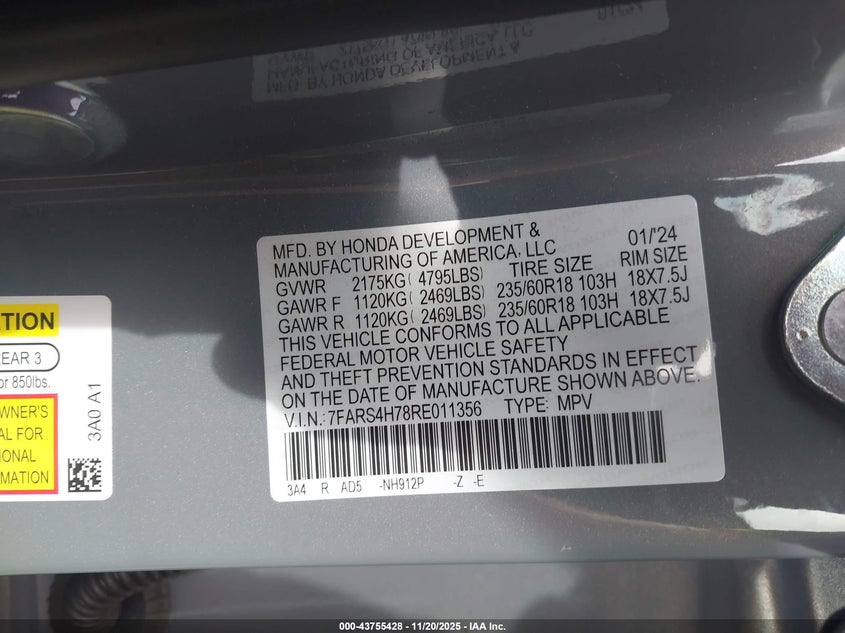 MFD. BY HONDA DEVELOPMENT &
MANUFACTURING OF AMERICA, LLC 01/'24
GVWR 2175KG( 4795LBS) TIRE SIZE RIM SIZE
GAWR F 1120KG( 2469LBS) 235/60R18 103H 18X7.5J
GAWR R 1120KG( 2469LBS) 235/60R18 103H 18X7.5J
THIS VEHICLE CONFORMS TO ALL APPLICABLE
FEDERAL MOTOR VEHICLE SAFETY
AND THEFT PREVENTION STANDARDS IN EFFECT
ON THE DATE OF MANUFACTURE SHOWN ABOVE.
V.I.N.:7FARS4H78RE011356 TYPE: MPV
3A4 R AD5 -NH912P -Z -E
ATION
EAR 3
or 850lbs.
WNER'S
AL FOR
IONAL
MATION
3A0 A1
000-43755428 - 11/20/2025 - IAA Inc.